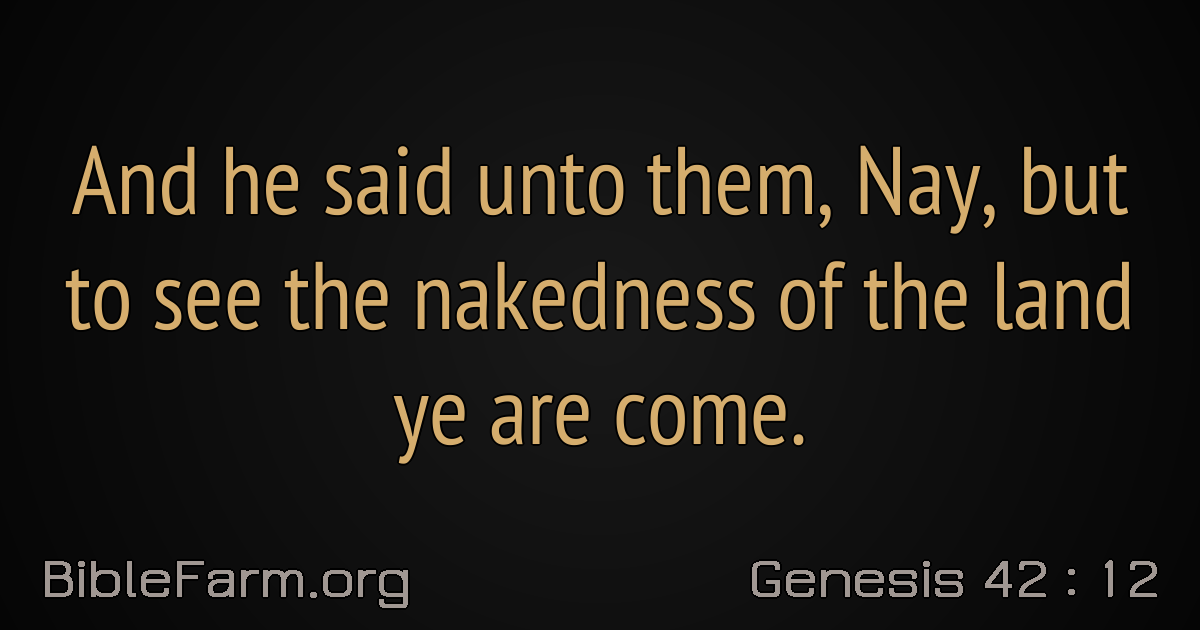 And he said unto them, Nay, but
to see the nakedness of the land
ye are come.
BibleFarm.org
Genesis 42 : 12